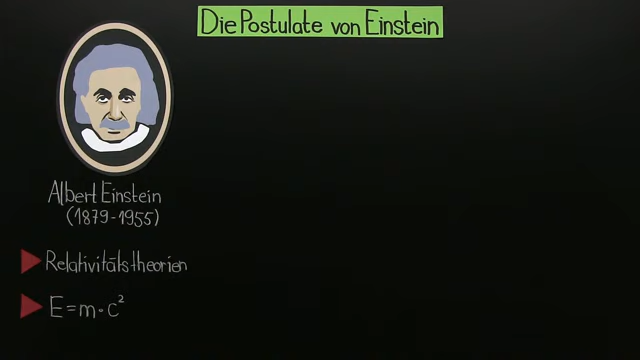 Die Postulate von Einstein
Albert Einstein
(1879-1955)
Relativitätstheorien
E=m·c²